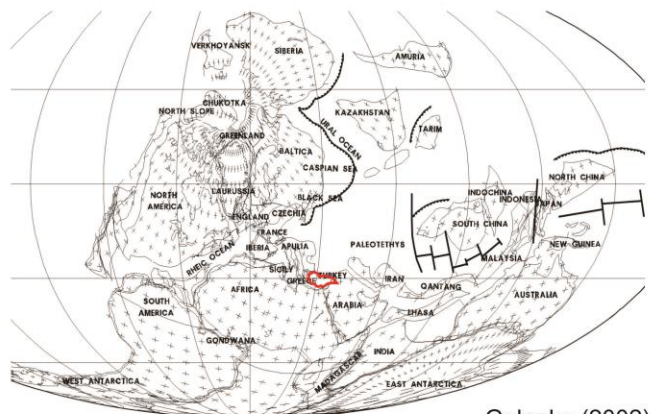 VERKHOYANSK
SIBERIA
AMURIA
CHUKOTKA
NORTH SLOPE
KAZAKHSTAN
GREENLAND
URAL OCEAN
TARIM
BALTICA
CASPIAN SEA
NORTH CHINA
NORTH AMERICA
LAURUSSIA
BLACK SEA
INDOCHINA
INDONESIA
JAPAN
ENGLAND
CZECHIA
SOUTH CHINA
FRANCE
RHEIC OCEAN
IBERIA
APULIA
PALEOTETHYS
NEW GUINEA
MALAYSIA
SICILY
GREECE
TURKEY
IRAN
AFRICA
QANTANG
SOUTH AMERICA
ARABIA
LHASA
AUSTRALIA
GONDWANA
INDIA
MADAGASCAR
WEST ANTARCTICA
EAST ANTARCTICA